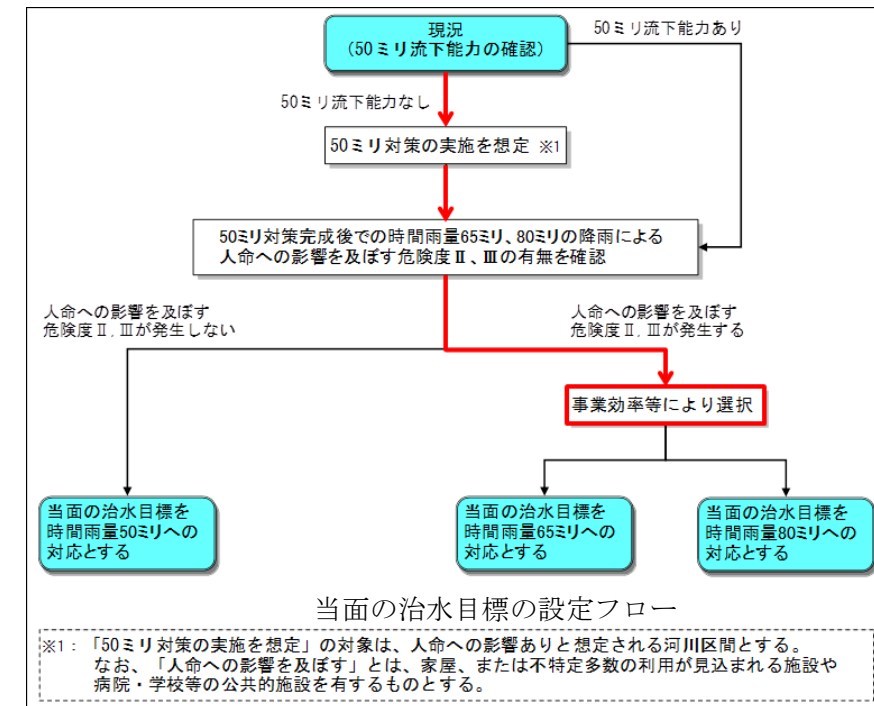 現況
(50ミリ流下能力の確認)
50ミリ流下能力あり
50ミリ流下能力なし
50ミリ対策の実施を想定 ※1
50ミリ対策完成後での時間雨量65ミリ、80ミリの降雨による
人命への影響を及ぼす危険度Ⅱ、Ⅲの有無を確認
人命への影響を及ぼす
危険度Ⅱ,Ⅲが発生しない
人命への影響を及ぼす
危険度Ⅱ,Ⅲが発生する
事業効率等により選択
当面の治水目標を
時間雨量50ミリへの
対応とする
当面の治水目標を
時間雨量65ミリへの
対応とする
当面の治水目標を
時間雨量80ミリへの
対応とする
当面の治水目標の設定フロー
※1：「50ミリ対策の実施を想定」の対象は、人命への影響ありと想定される河川区間とする。
なお、「人命への影響を及ぼす」とは、家屋、または不特定多数の利用が見込まれる施設や
病院・学校等の公共的施設を有するものとする。